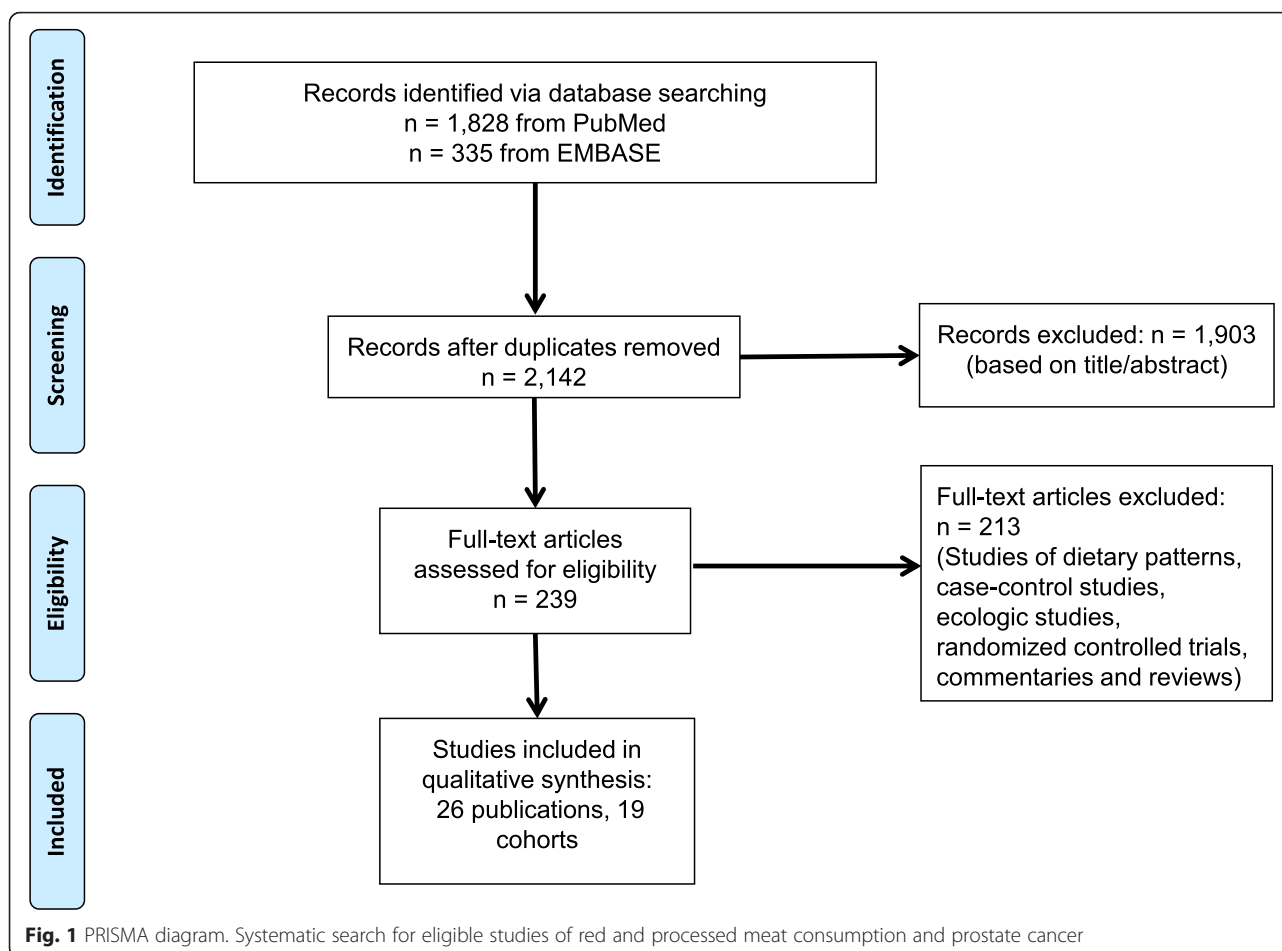 Identification
Records identified via database searching
n = 1,828 from PubMed
n = 335 from EMBASE
Screening
Records after duplicates removed
n = 2,142
Records excluded: n = 1,903
(based on title/abstract)
Eligibility
Full-text articles
assessed for eligibility
n = 239
Full-text articles excluded:
n = 213
(Studies of dietary patterns,
case-control studies,
ecologic studies,
randomized controlled trials,
commentaries and reviews)
Included
Studies included in
qualitative synthesis:
26 publications, 19
cohorts
Fig. 1 PRISMA diagram. Systematic search for eligible studies of red and processed meat consumption and prostate cancer